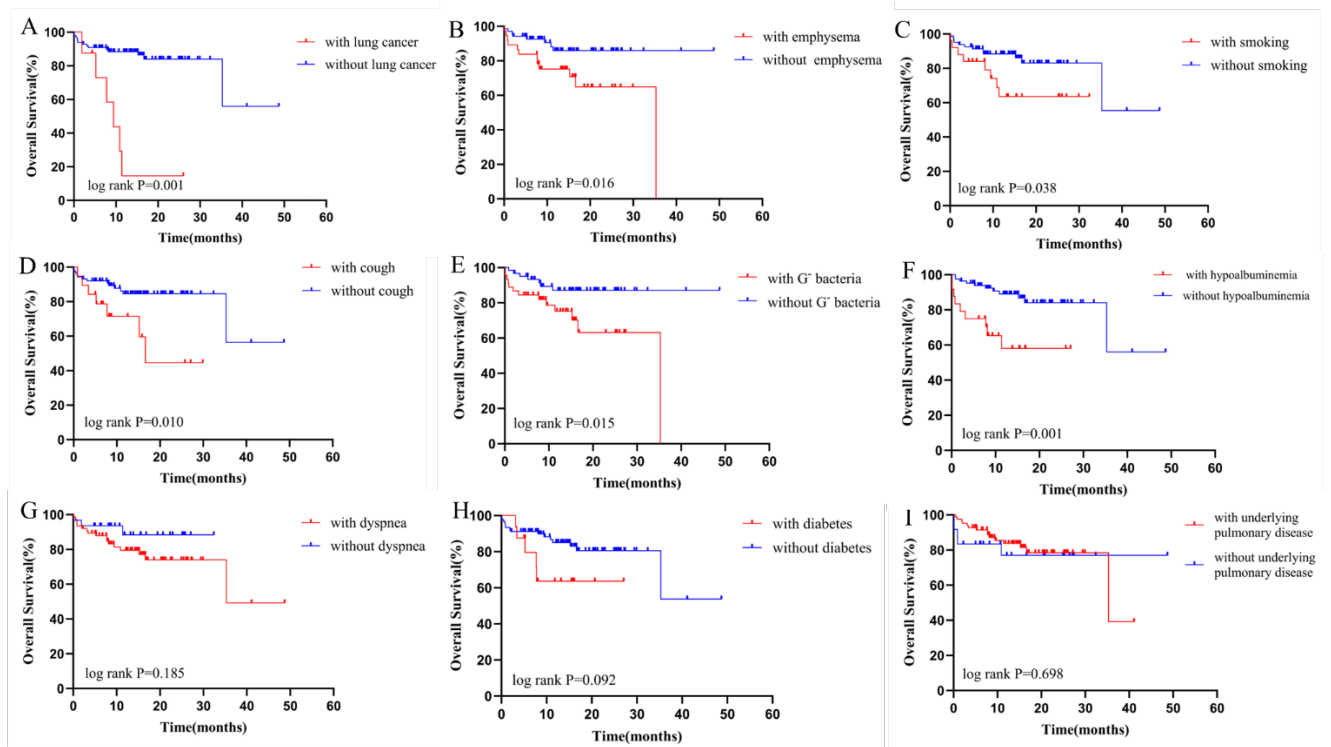 A
with lung cancer
without lung cancer
Overall Survival(%)
100
80
60
40
20
0
log rank P=0.001
0 10 20 30 40 50 60
Time(months)
B
with emphysema
without emphysema
Overall Survival(%)
100
80
60
40
20
0
log rank P=0.016
0 10 20 30 40 50 60
Time(months)
C
with smoking
without smoking
Overall Survival(%)
100
80
60
40
20
0
log rank P=0.038
0 10 20 30 40 50 60
Time(months)
D
with cough
without cough
Overall Survival(%)
100
80
60
40
20
0
log rank P=0.010
0 10 20 30 40 50 60
Time(months)
E
with G⁻ bacteria
without G⁻ bacteria
Overall Survival(%)
100
80
60
40
20
0
log rank P=0.015
0 10 20 30 40 50 60
Time(months)
F
with hypoalbuminemia
without hypoalbuminemia
Overall Survival(%)
100
80
60
40
20
0
log rank P=0.001
0 10 20 30 40 50 60
Time(months)
G
with dyspnea
without dyspnea
Overall Survival(%)
100
80
60
40
20
0
log rank P=0.185
0 10 20 30 40 50 60
Time(months)
H
with diabetes
without diabetes
Overall Survival(%)
100
80
60
40
20
0
log rank P=0.092
0 10 20 30 40 50 60
Time(months)
I
with underlying
pulmonary disease
without underlying
pulmonary disease
Overall Survival(%)
100
80
60
40
20
0
log rank P=0.698
0 10 20 30 40 50 60
Time(months)